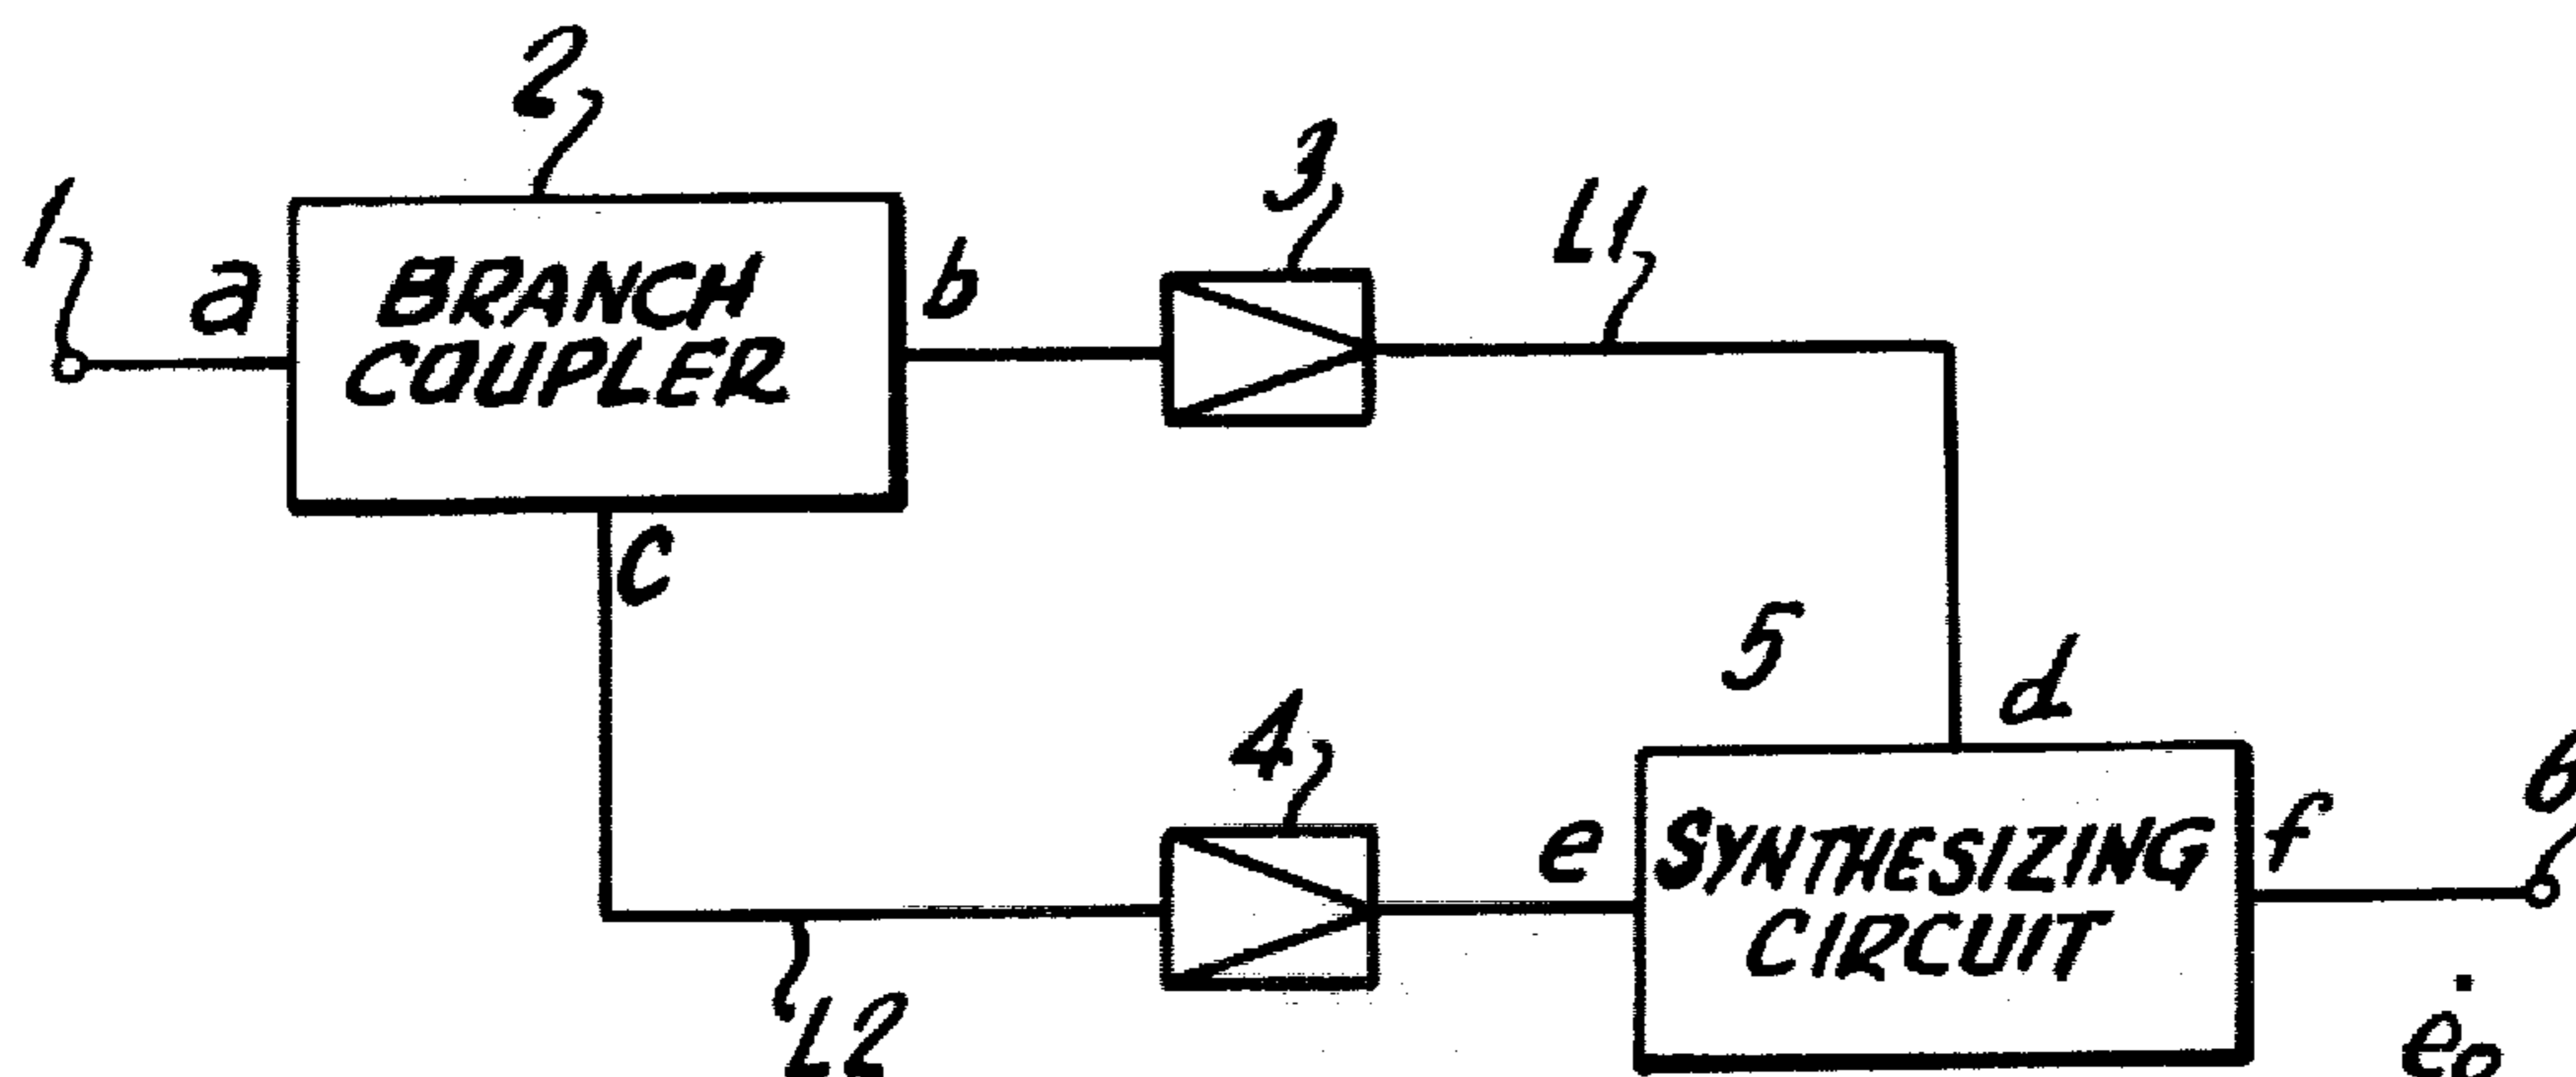 2
1
a
BRANCH
COUPLER
b
3
L1
c
5
d
4
e
SYNTHESIZING
CIRCUIT
f
6
L2
ė₀